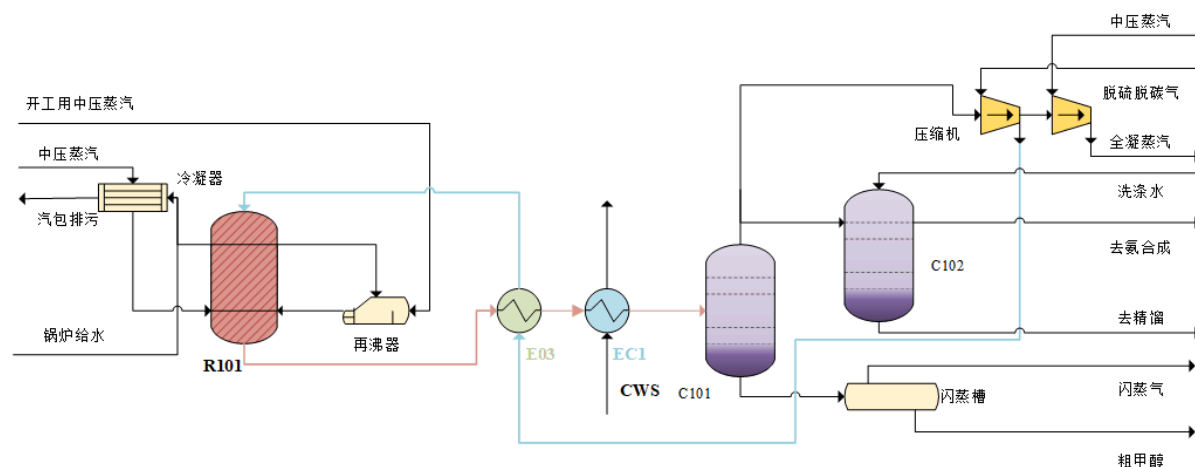 中压蒸汽
开工用中压蒸汽
脱硫脱碳气
压缩机
全凝蒸汽
中压蒸汽
冷凝器
洗涤水
汽包排污
去氨合成
C102
去精馏
锅炉给水
再沸器
R101
E03
EC1
CWS
C101
闪蒸槽
闪蒸气
粗甲醇